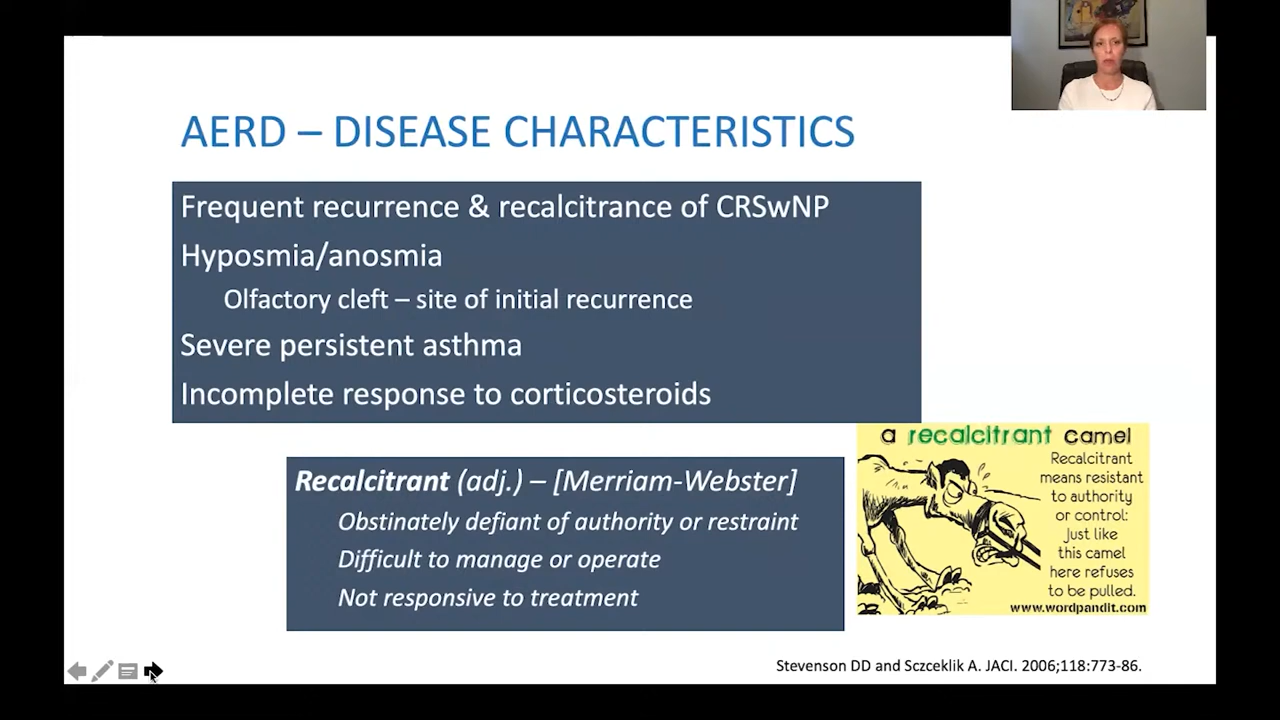 AERD – DISEASE CHARACTERISTICS
Frequent recurrence & recalcitrance of CRSwNP
Hyposmia/anosmia
Olfactory cleft – site of initial recurrence
Severe persistent asthma
Incomplete response to corticosteroids
Recalcitrant (adj.) – [Merriam-Webster]
Obstinately defiant of authority or restraint
Difficult to manage or operate
Not responsive to treatment
a recalcitrant camel
Recalcitrant
means resistant
to authority
or control:
Just like
this camel
here refuses
to be pulled.
www.wordpandit.com
Stevenson DD and Sczceklik A. JACI. 2006;118:773-86.